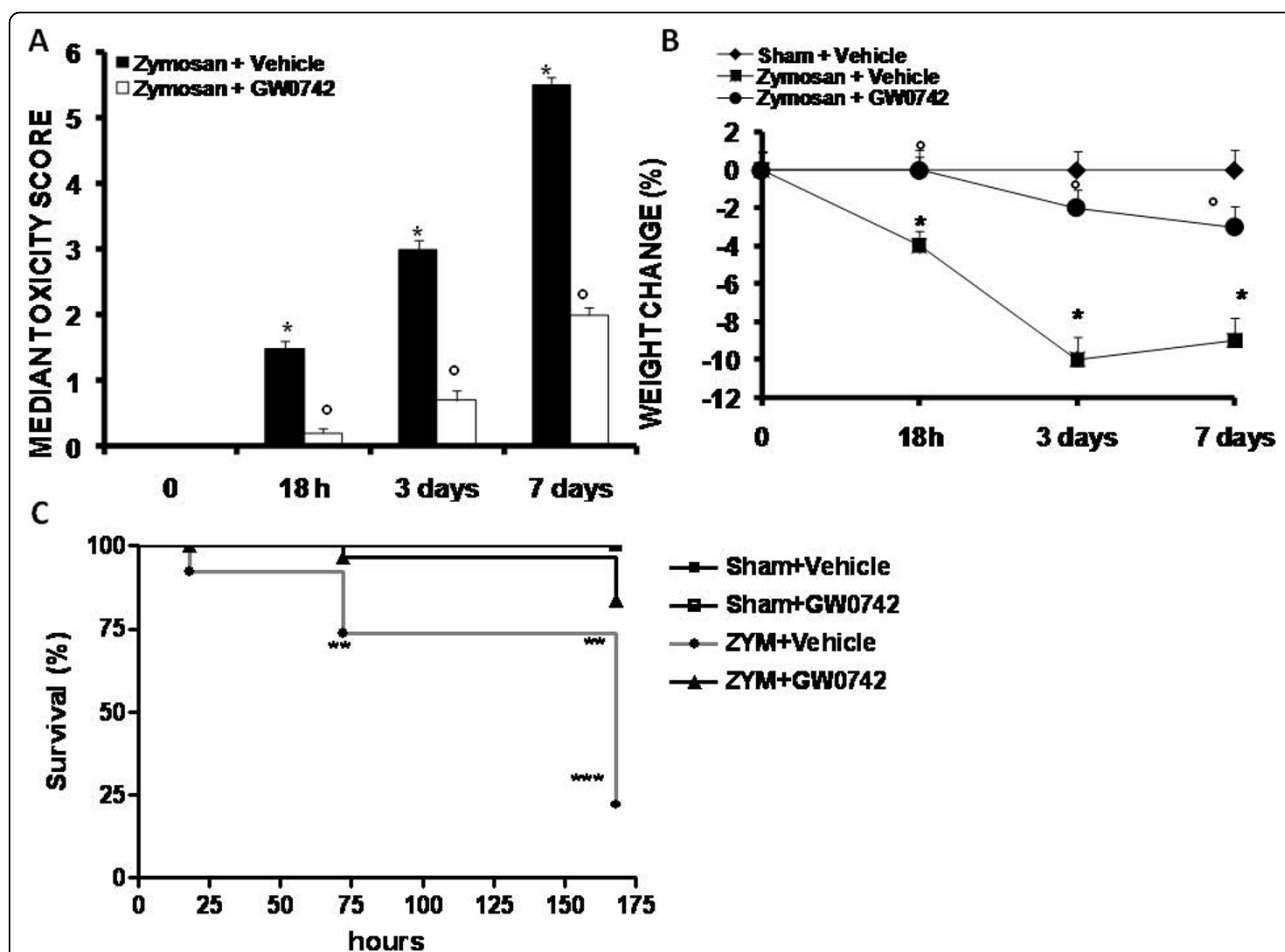 A
Zymosan + Vehicle
Zymosan + GW0742
MEDIAN TOXICITY SCORE
6
5
4
3
2
1
0
*
*
*
°
°
°
0 18 h 3 days 7 days
B
Sham + Vehicle
Zymosan + Vehicle
Zymosan + GW0742
WEIGHT CHANGE (%)
2
0
-2
-4
-6
-8
-10
-12
°
°
°
*
*
*
0 18h 3 days 7 days
C
Survival (%)
100
75
50
25
0
**
**
***
0 25 50 75 100 125 150 175
hours
Sham+Vehicle
Sham+GW0742
ZYM+Vehicle
ZYM+GW0742